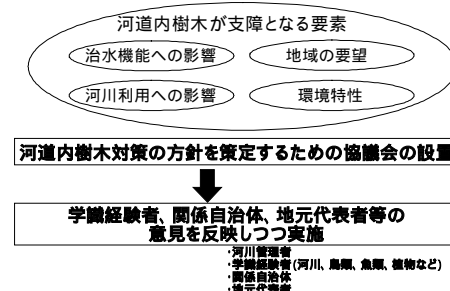 河道内樹木が支障となる要素
治水機能への影響 地域の要望
河川利用への影響 環境特性
河道内樹木対策の方針を策定するための協議会の設置
学識経験者、関係自治体、地元代表者等の
意見を反映しつつ実施
・河川管理者
・学識経験者(河川、鳥類、魚類、植物など)
・関係自治体
・地元代表者